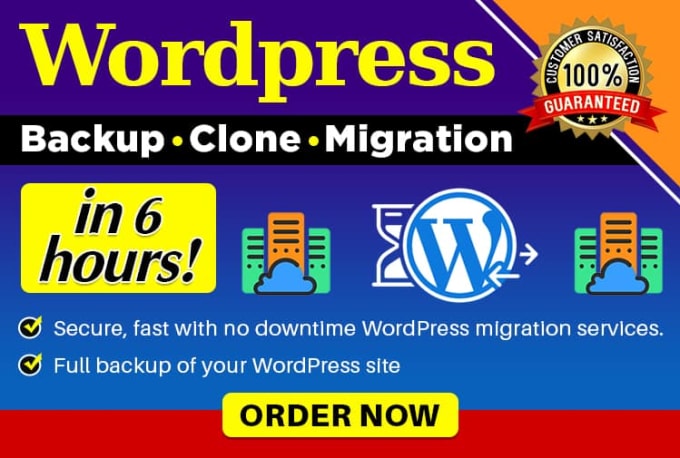 Wordpress
CUSTOMER SATISFACTION
100%
GUARANTEED
Backup • Clone • Migration
in 6
hours!
W
Secure, fast with no downtime WordPress migration services.
Full backup of your WordPress site
ORDER NOW